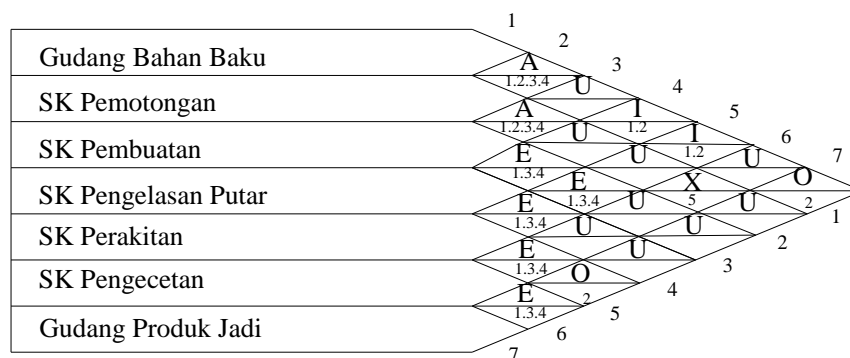 1
2
Gudang Bahan Baku A 3
1.2.3.4 U 4
SK Pemotongan A I 5
1.2.3.4 U 1.2 I 6
SK Pembuatan E U 1.2 U 7
1.3.4 E X O
SK Pengelasan Putar E 1.3.4 U 5 U 2 1
1.3.4 U U 2
SK Perakitan E U 3
1.3.4 O 4
SK Pengecetan E 2 5
1.3.4 6
Gudang Produk Jadi
7